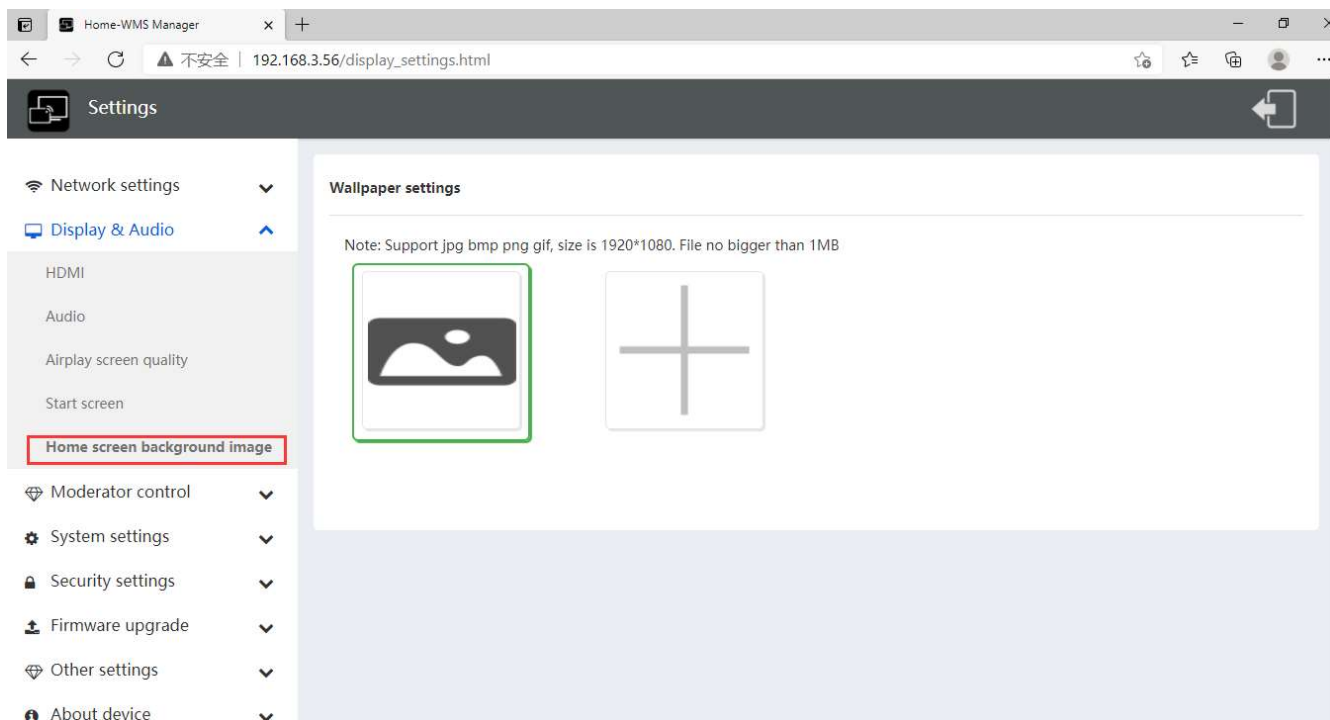 Home-WMS Manager
不安全 | 192.168.3.56/display_settings.html
Settings
Network settings
Display & Audio
HDMI
Audio
Airplay screen quality
Start screen
Home screen background image
Moderator control
System settings
Security settings
Firmware upgrade
Other settings
About device
Wallpaper settings
Note: Support jpg bmp png gif, size is 1920*1080. File no bigger than 1MB